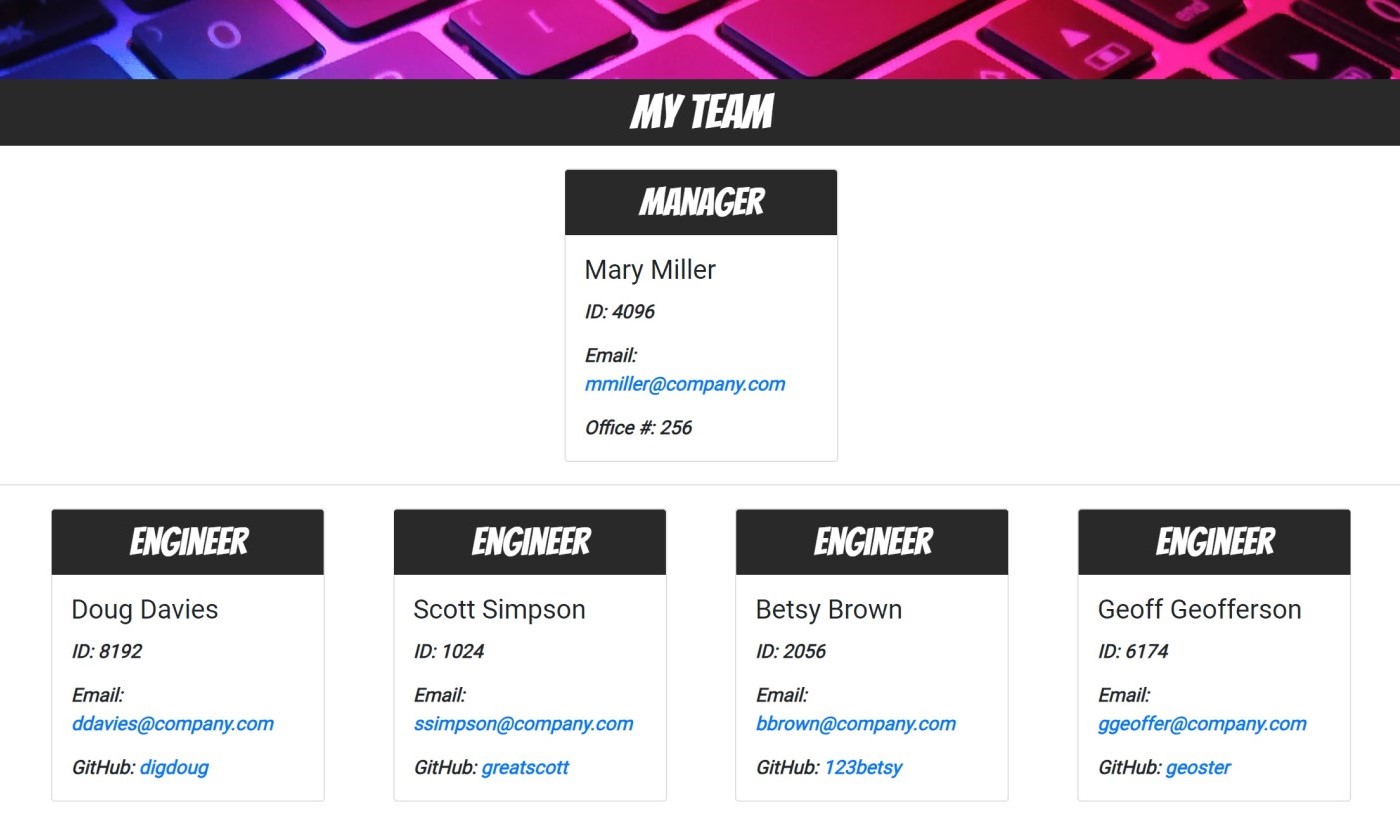 MY TEAM
MANAGER
Mary Miller
ID: 4096
Email:
mmiller@company.com
Office #: 256
ENGINEER
Doug Davies
ID: 8192
Email:
ddavies@company.com
GitHub: digdoug
ENGINEER
Scott Simpson
ID: 1024
Email:
ssimpson@company.com
GitHub: greatscott
ENGINEER
Betsy Brown
ID: 2056
Email:
bbrown@company.com
GitHub: 123betsy
ENGINEER
Geoff Geofferson
ID: 6174
Email:
ggeoffer@company.com
GitHub: geoster